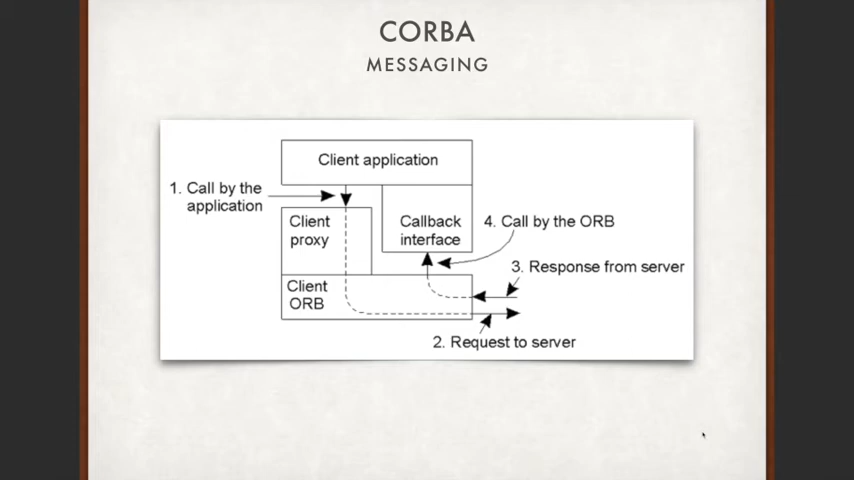 CORBA
MESSAGING
Client application
1. Call by the
application
Client
proxy
Callback
interface
4. Call by the ORB
3. Response from server
Client
ORB
2. Request to server